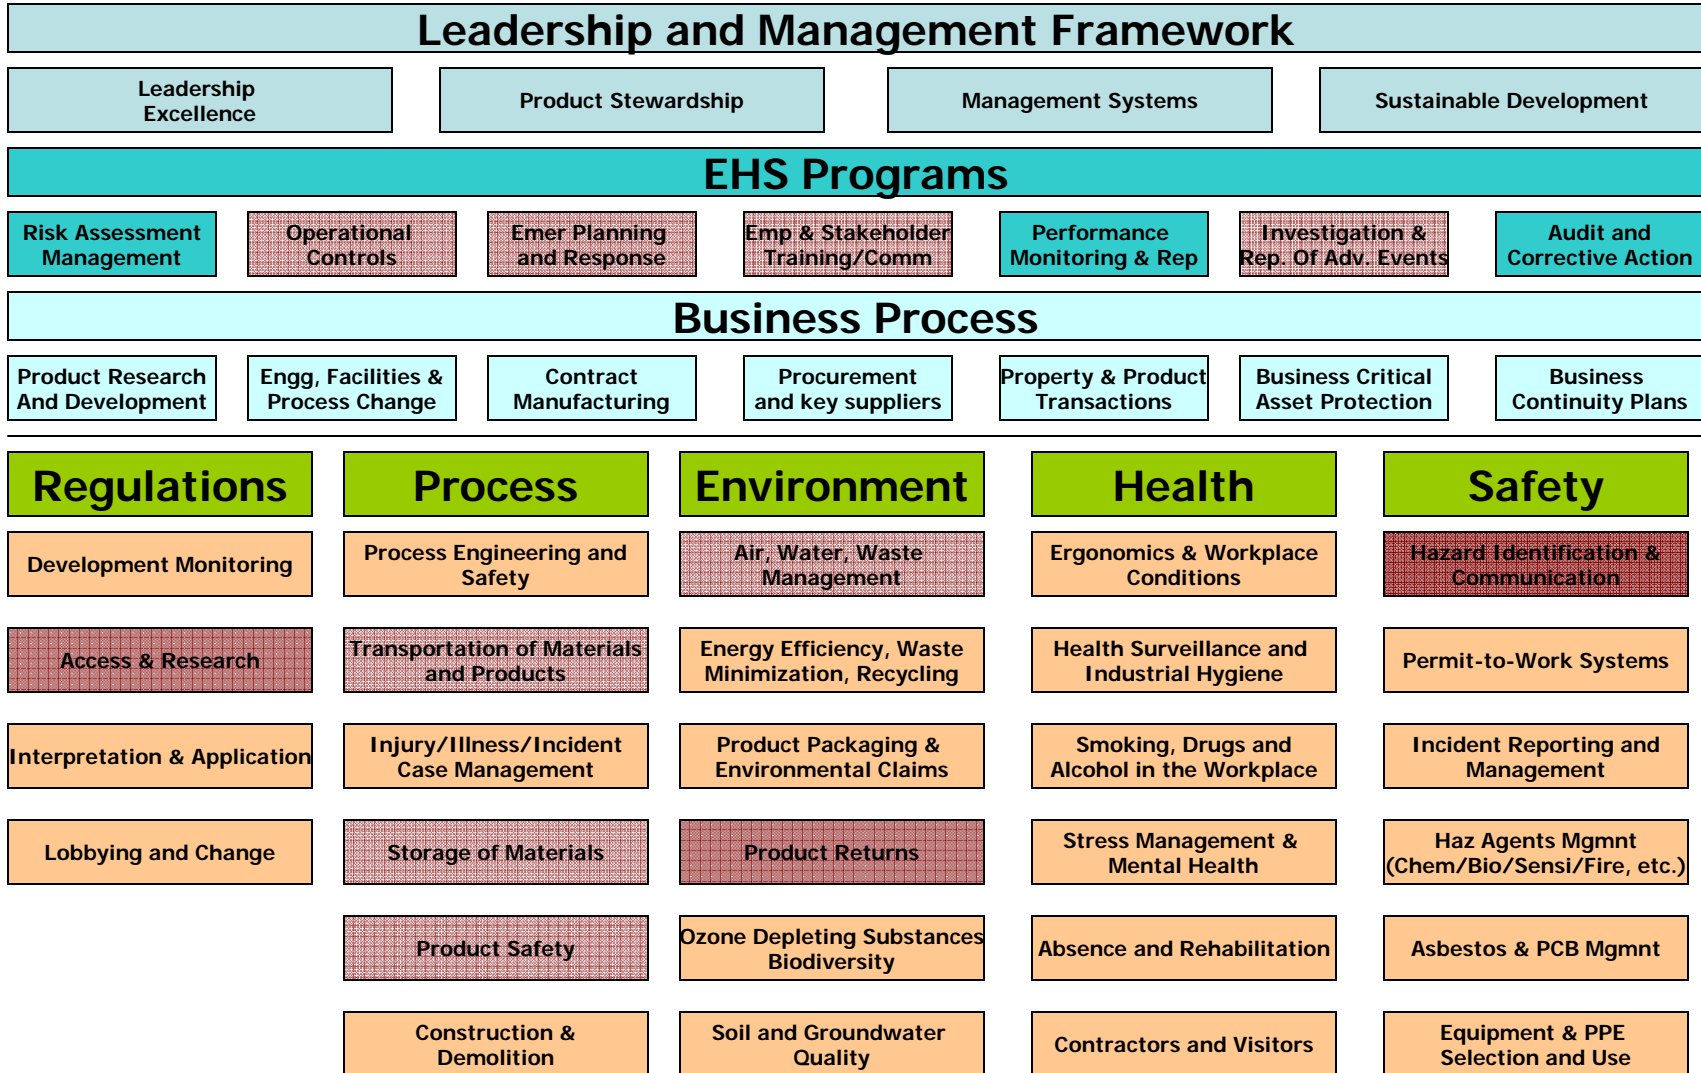 Leadership and Management Framework
Leadership
Excellence
Product Stewardship
Management Systems
Sustainable Development
EHS Programs
Risk Assessment
Management
Operational
Controls
Emer Planning
and Response
Emp & Stakeholder
Training/Comm
Performance
Monitoring & Rep
Investigation &
Rep. Of Adv. Events
Audit and
Corrective Action
Business Process
Product Research
And Development
Engg, Facilities &
Process Change
Contract
Manufacturing
Procurement
and key suppliers
Property & Product
Transactions
Business Critical
Asset Protection
Business
Continuity Plans
Regulations
Process
Environment
Health
Safety
Development Monitoring
Process Engineering and
Safety
Air, Water, Waste
Management
Ergonomics & Workplace
Conditions
Hazard Identification &
Communication
Access & Research
Transportation of Materials
and Products
Energy Efficiency, Waste
Minimization, Recycling
Health Surveillance and
Industrial Hygiene
Permit-to-Work Systems
Interpretation & Application
Injury/Illness/Incident
Case Management
Product Packaging &
Environmental Claims
Smoking, Drugs and
Alcohol in the Workplace
Incident Reporting and
Management
Lobbying and Change
Storage of Materials
Product Returns
Stress Management &
Mental Health
Haz Agents Mgmnt
(Chem/Bio/Sensi/Fire, etc.)
Product Safety
Ozone Depleting Substances
Biodiversity
Absence and Rehabilitation
Asbestos & PCB Mgmnt
Construction &
Demolition
Soil and Groundwater
Quality
Contractors and Visitors
Equipment & PPE
Selection and Use